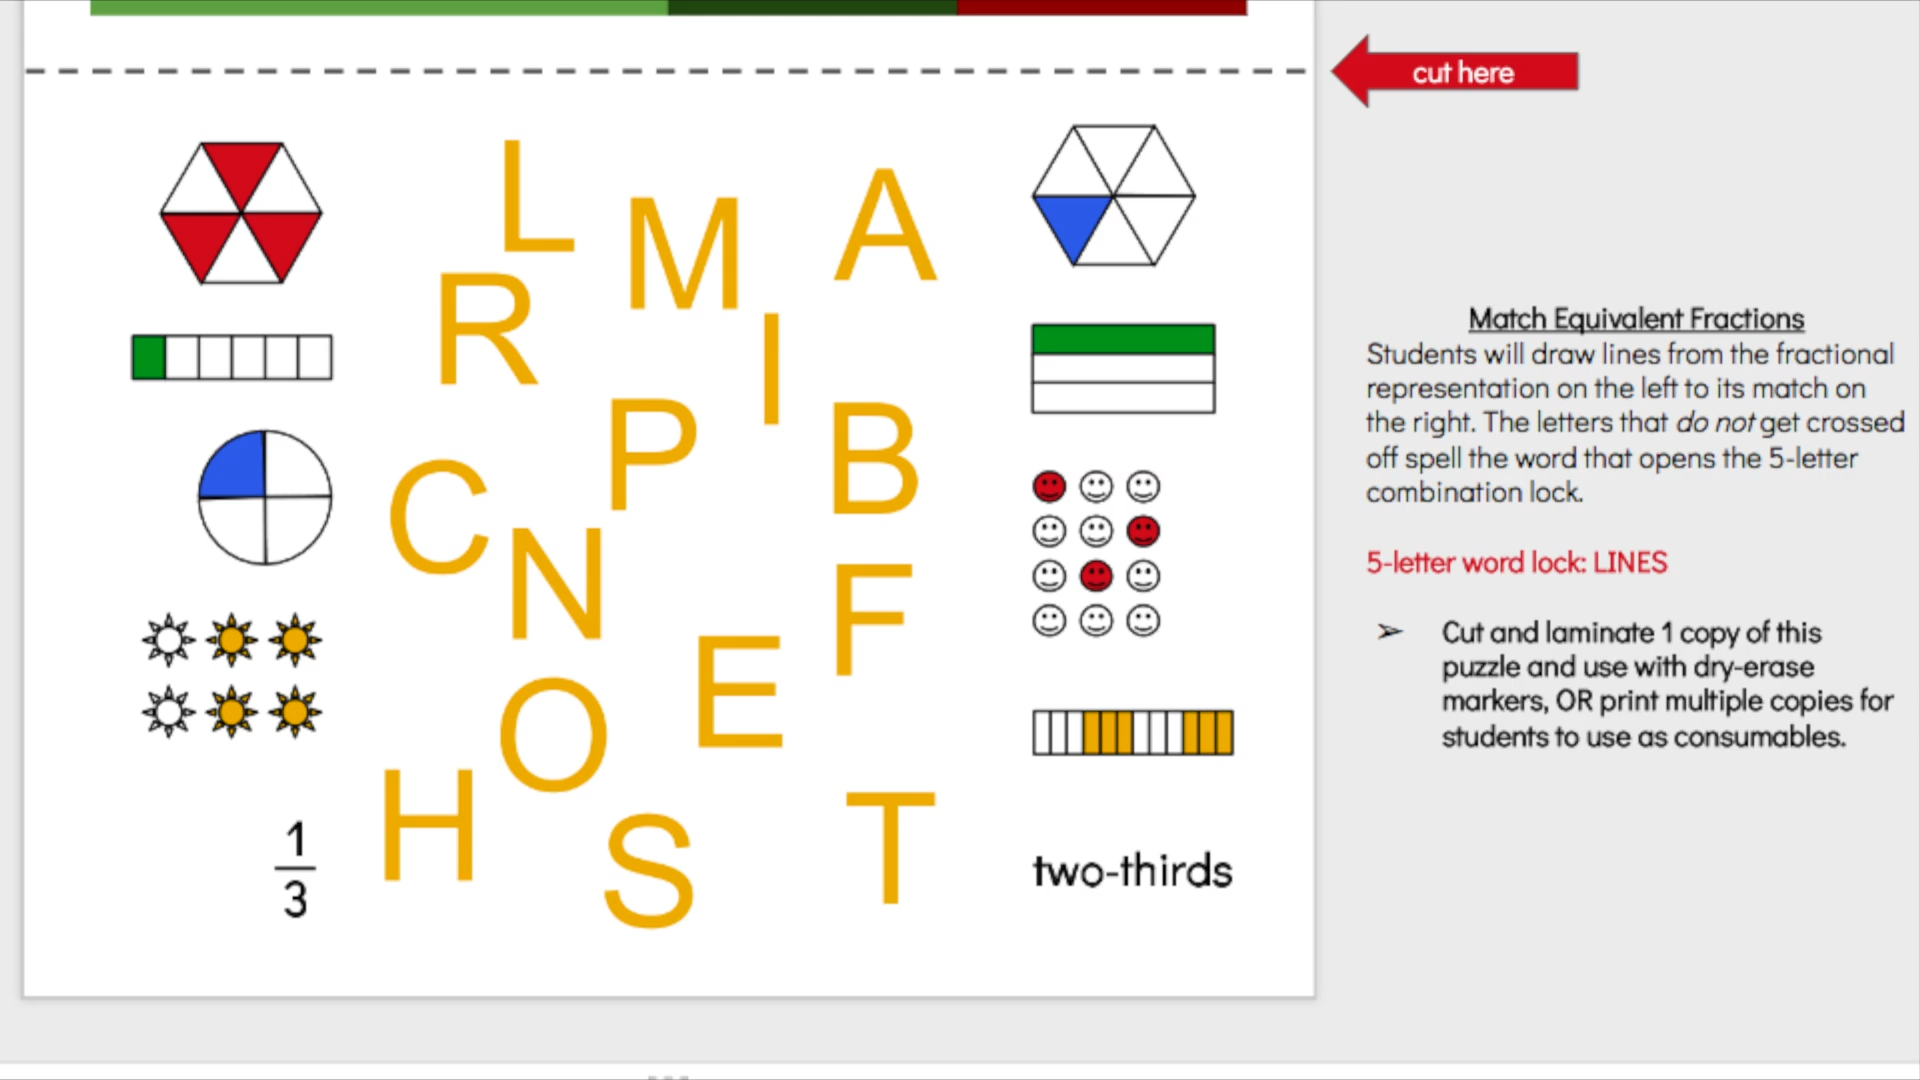 cut here
L
M
A
R
I
P
B
C
N
F
E
O
H
S
T
1
3
two-thirds
Match Equivalent Fractions
Students will draw lines from the fractional
representation on the left to its match on
the right. The letters that do not get crossed
off spell the word that opens the 5-letter
combination lock.
5-letter word lock: LINES
➢ Cut and laminate 1 copy of this
puzzle and use with dry-erase
markers, OR print multiple copies for
students to use as consumables.